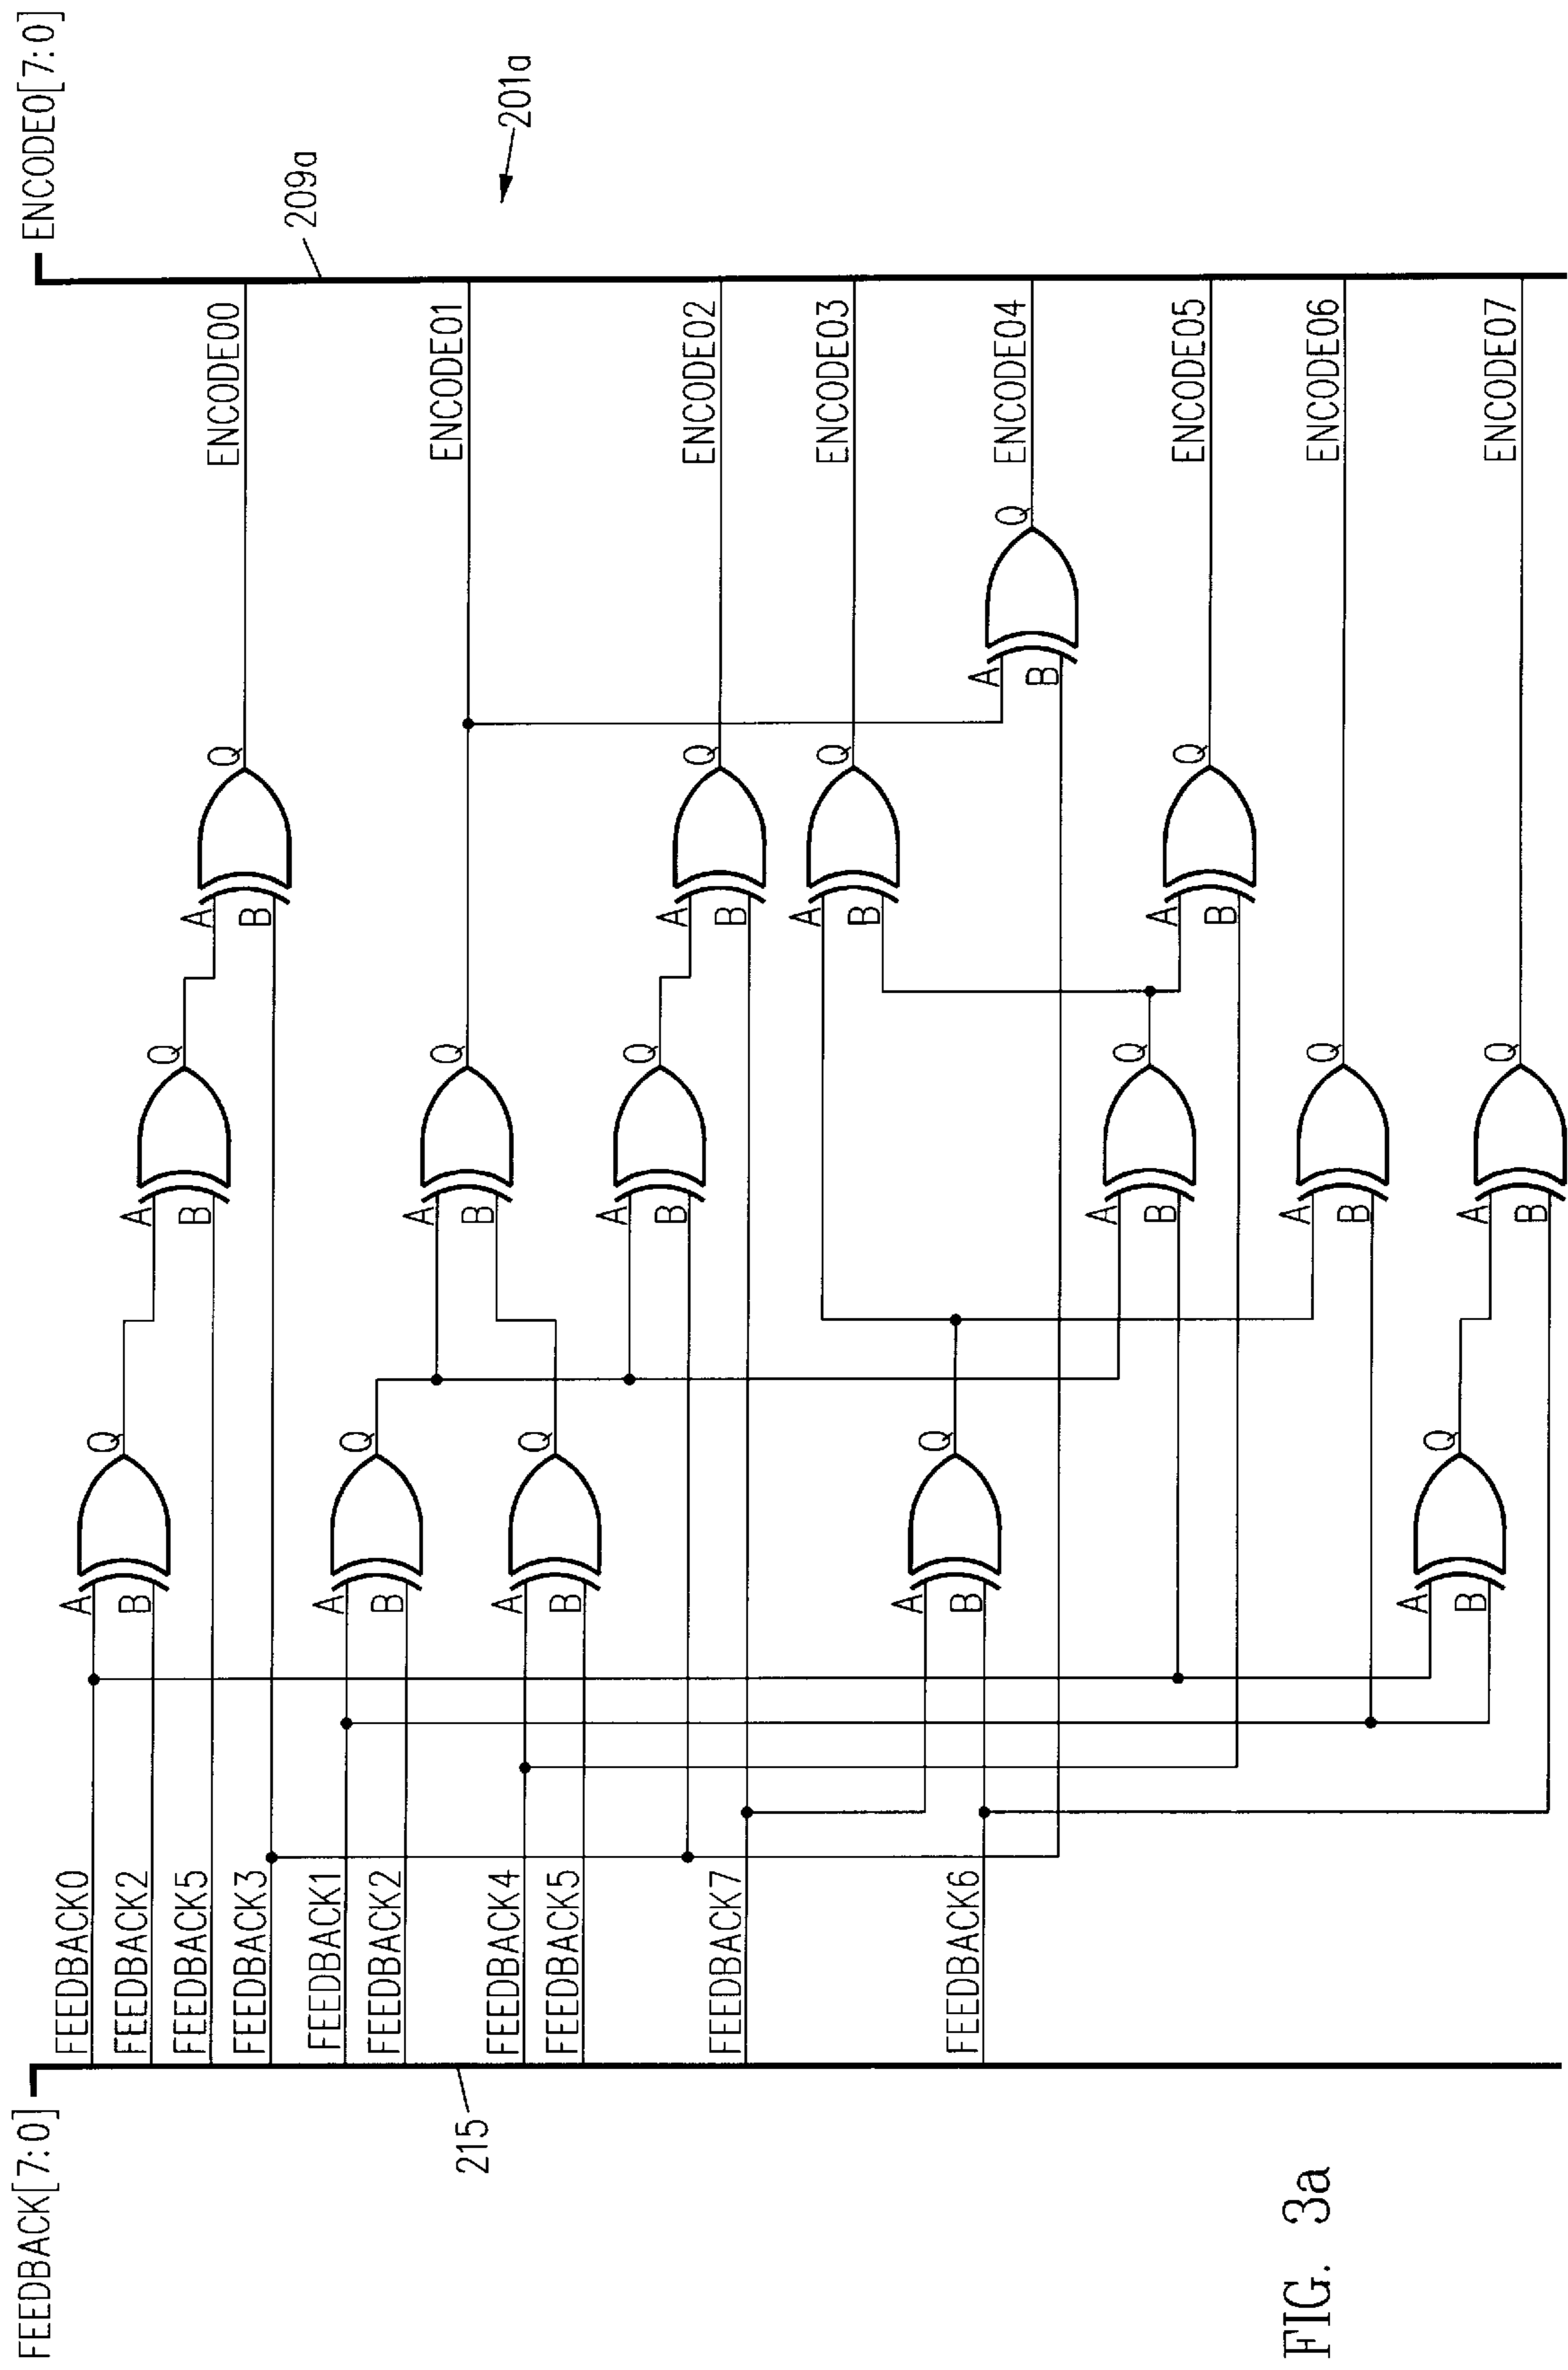 FEEDBACK[7:0]
ENCODE0[7:0]
215
209a
201a
FEEDBACK0
FEEDBACK2
FEEDBACK5
FEEDBACK3
FEEDBACK1
FEEDBACK2
FEEDBACK4
FEEDBACK5
FEEDBACK7
FEEDBACK6
A
B
Q
A
B
Q
A
B
Q
A
B
Q
A
B
Q
A
B
Q
A
B
Q
A
B
Q
A
B
Q
A
B
Q
A
B
Q
A
B
Q
A
B
Q
A
B
Q
A
B
Q
ENCODE00
ENCODE01
ENCODE02
ENCODE03
ENCODE04
ENCODE05
ENCODE06
ENCODE07
FIG. 3a